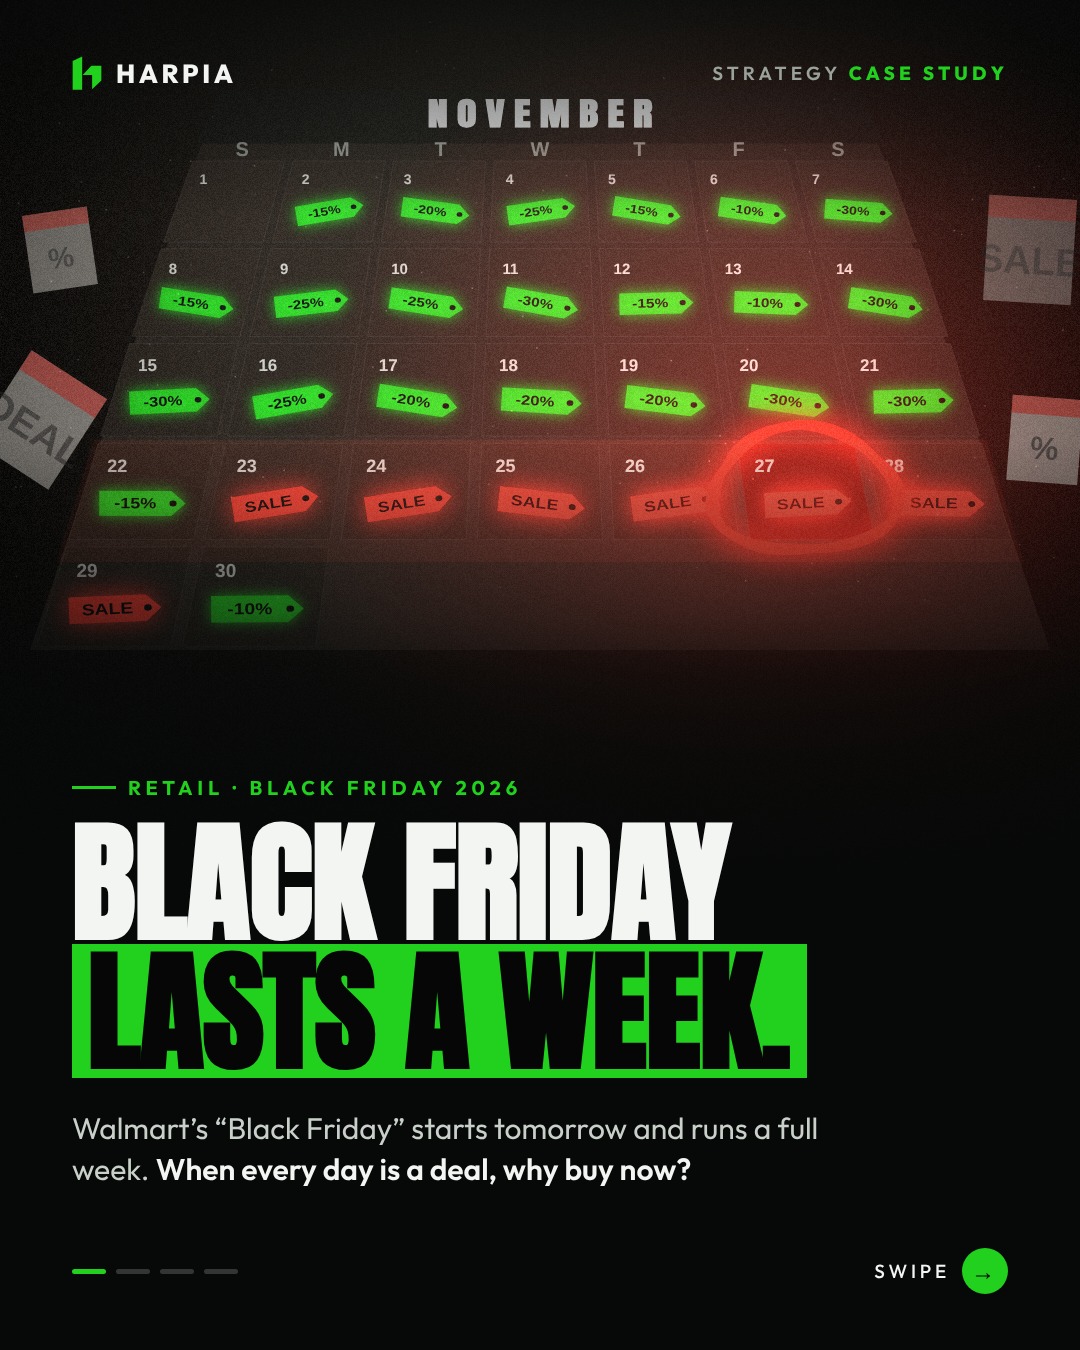 HARPIA
STRATEGY CASE STUDY
NOVEMBER
S M T W T F S
1 2 3 4 5 6 7
-15% -20% -25% -15% -10% -30%
8 9 10 11 12 13 14
-15% -25% -25% -30% -15% -10% -30%
15 16 17 18 19 20 21
-30% -25% -20% -20% -20% -30% -30%
22 23 24 25 26 27 28
-15% SALE SALE SALE SALE SALE SALE
29 30
SALE -10%
%
DEAL
SALE
%
RETAIL · BLACK FRIDAY 2026
BLACK FRIDAY
LASTS A WEEK.
Walmart’s “Black Friday” starts tomorrow and runs a full
week. When every day is a deal, why buy now?
SWIPE →